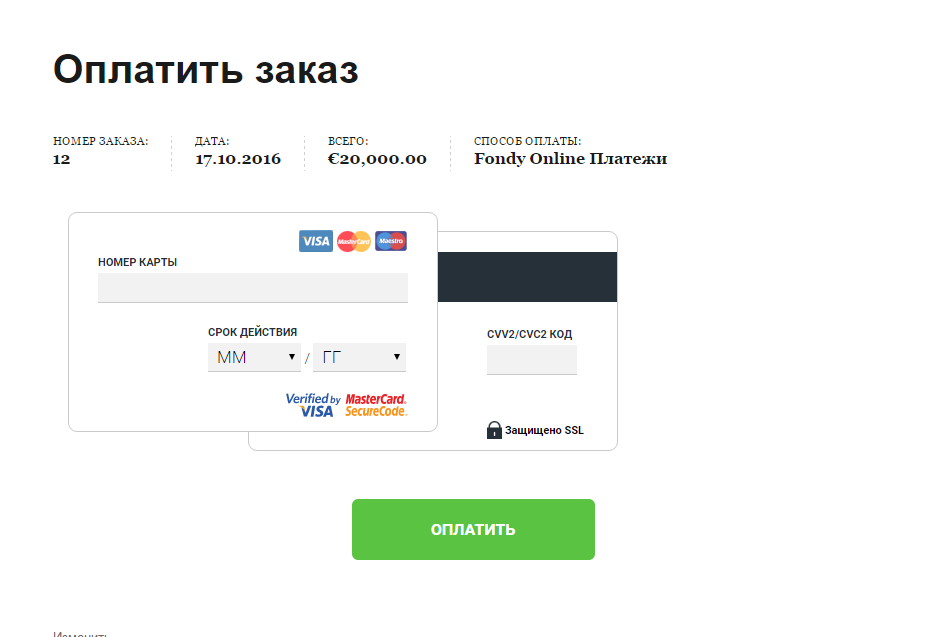 Оплатить заказ
НОМЕР ЗАКАЗА:
12
ДАТА:
17.10.2016
ВСЕГО:
€20,000.00
СПОСОБ ОПЛАТЫ:
Fondy Online Платежи
VISA MasterCard Maestro
НОМЕР КАРТЫ
СРОК ДЕЙСТВИЯ
ММ / ГГ
Verified by VISA
MasterCard. SecureCode.
CVV2/CVC2 КОД
Защищено SSL
ОПЛАТИТЬ
Изменить